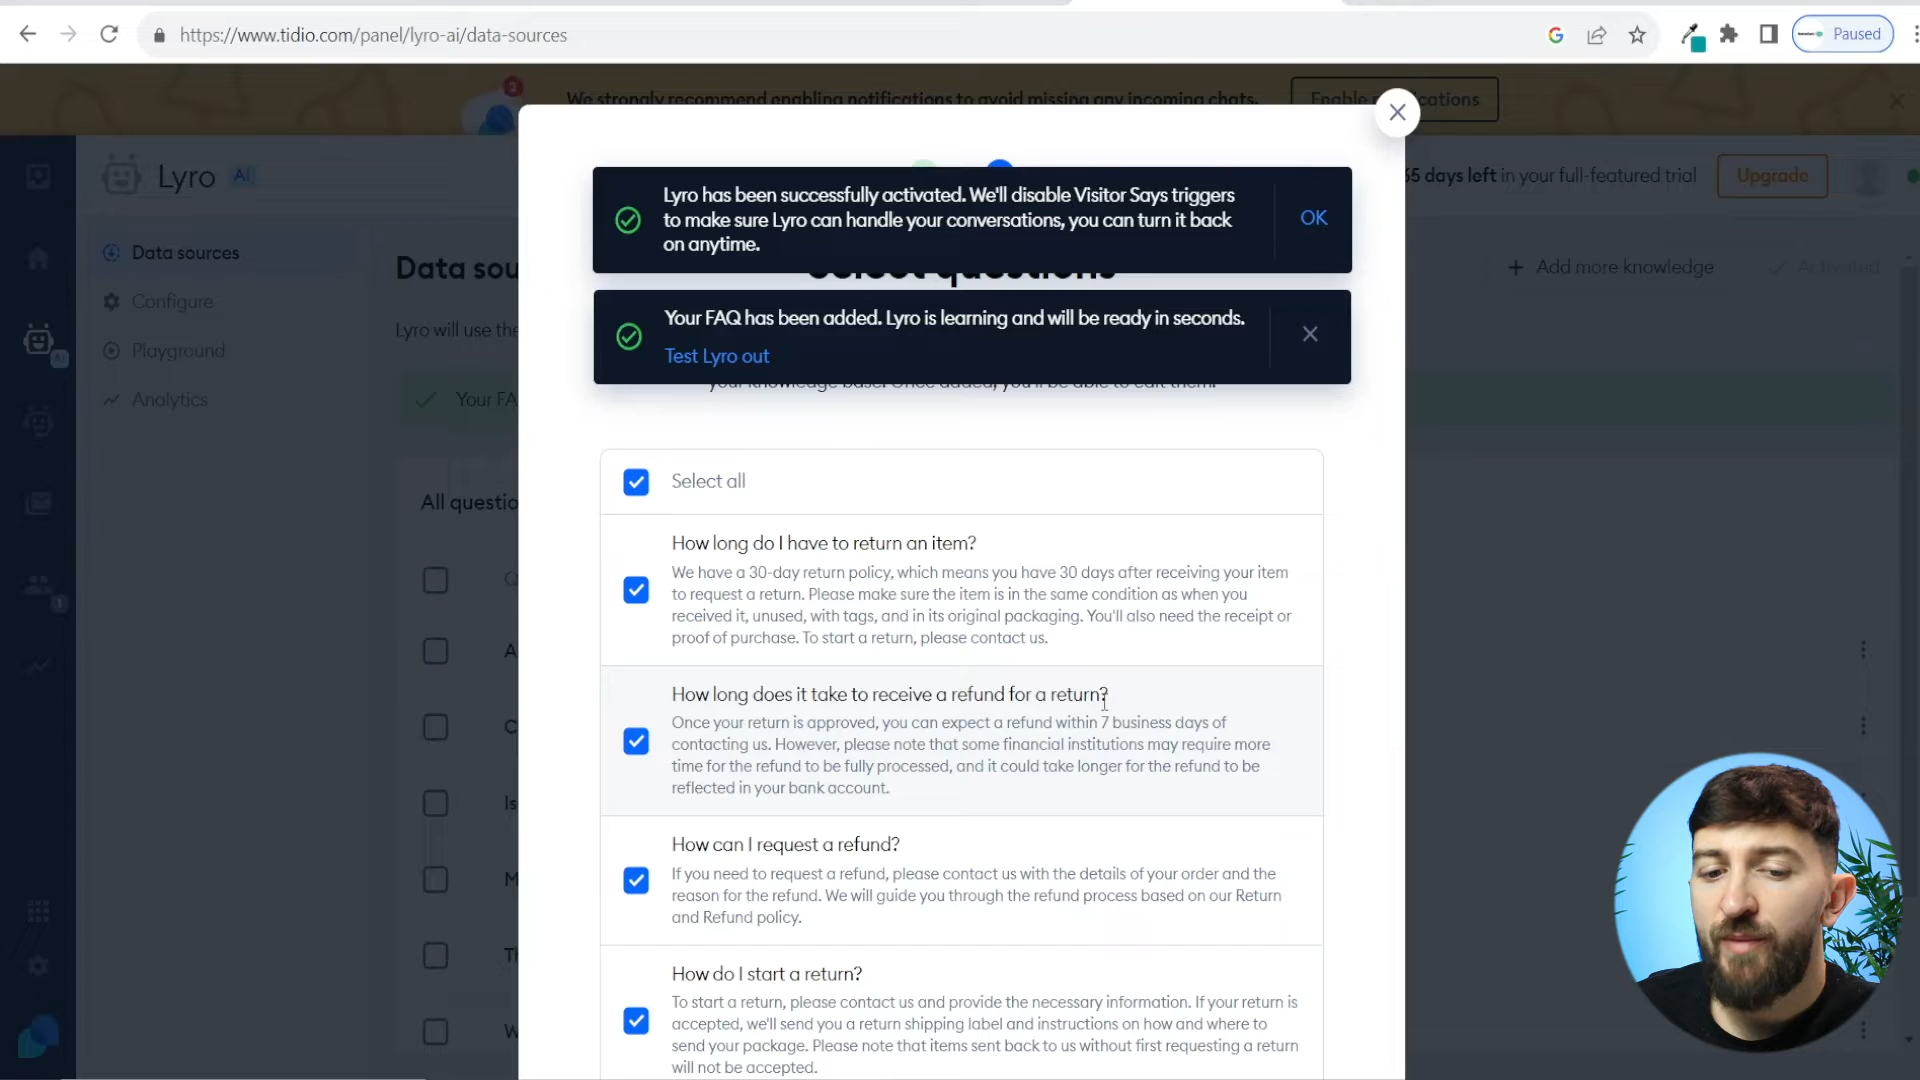 https://www.tidio.com/panel/lyro-ai/data-sources
Paused
2
We strongly recommend enabling notifications to avoid missing any incoming chats.
Lyro AI
65 days left in your full-featured trial
Upgrade
Lyro has been successfully activated. We'll disable Visitor Says triggers
to make sure Lyro can handle your conversations, you can turn it back
on anytime.
OK
Data sources
Configure
Playground
Analytics
Data sou
Select questions
Add more knowledge
Activated
Lyro will use the
Your FAQ has been added. Lyro is learning and will be ready in seconds.
Test Lyro out
your knowledge base. Once added, you'll be able to edit them.
Your FA
AI
Select all
All questio
How long do I have to return an item?
We have a 30-day return policy, which means you have 30 days after receiving your item
to request a return. Please make sure the item is in the same condition as when you
received it, unused, with tags, and in its original packaging. You'll also need the receipt or
proof of purchase. To start a return, please contact us.
1
How long does it take to receive a refund for a return?
Once your return is approved, you can expect a refund within 7 business days of
contacting us. However, please note that some financial institutions may require more
time for the refund to be fully processed, and it could take longer for the refund to be
reflected in your bank account.
Is
How can I request a refund?
If you need to request a refund, please contact us with the details of your order and the
reason for the refund. We will guide you through the refund process based on our Return
and Refund policy.
How do I start a return?
To start a return, please contact us and provide the necessary information. If your return is
accepted, we'll send you a return shipping label and instructions on how and where to
send your package. Please note that items sent back to us without first requesting a return
will not be accepted.